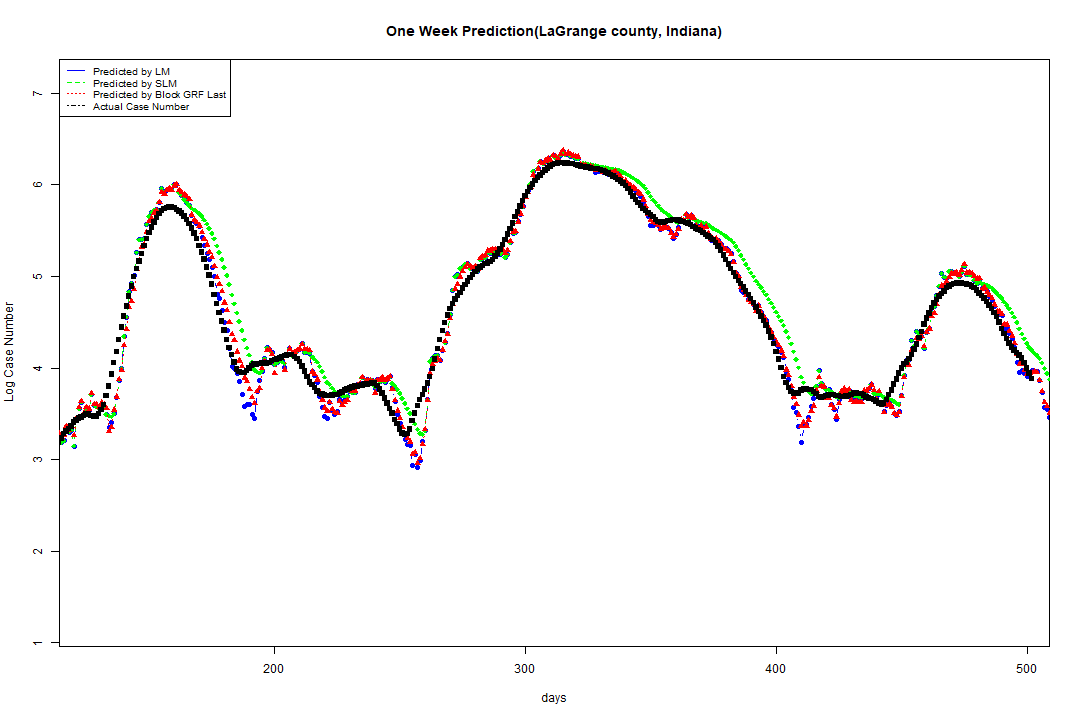 One Week Prediction(LaGrange county, Indiana)
Predicted by LM
Predicted by SLM
Predicted by Block GRF Last
Actual Case Number
7
6
5
4
3
2
1
Log Case Number
200 300 400 500
days